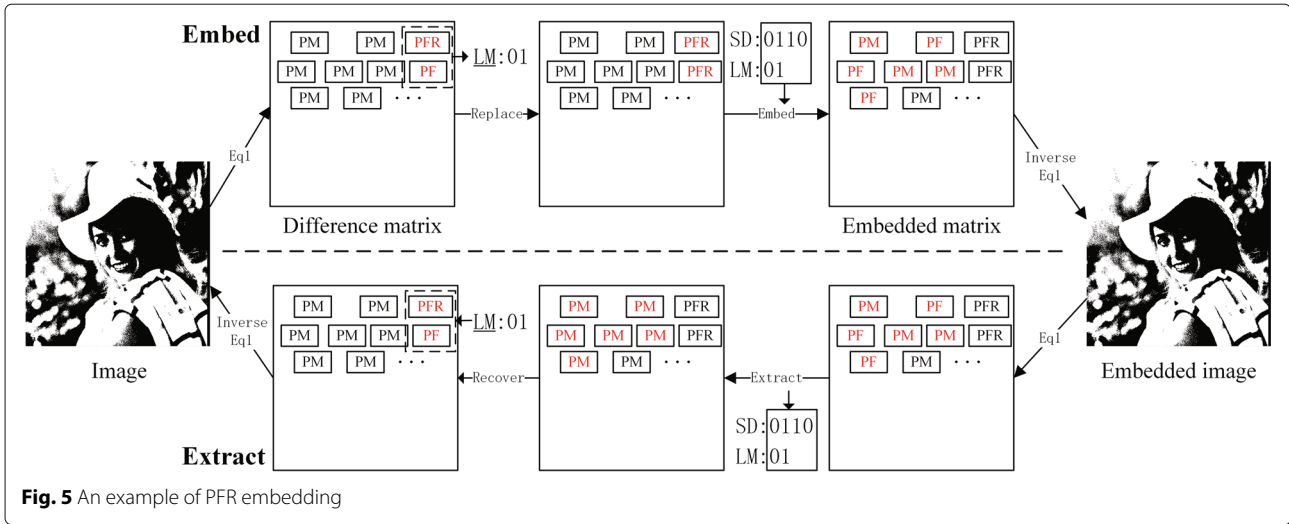 Embed
PM PM PFR
PM PM PM PF
PM PM ...
LM:01
Difference matrix
Eq1
Replace
PM PM PFR
PM PM PM PFR
PM PM ...
SD:0110
LM:01
Embed
PM PF PFR
PF PM PM PFR
PF PM ...
Embedded matrix
Inverse
Eq1
Image
Embedded image
Extract
PM PM PFR
PM PM PM PF
PM PM ...
LM:01
Inverse
Eq1
Recover
PM PM PFR
PM PM PM PFR
PM PM ...
Extract
SD:0110
LM:01
PM PF PFR
PF PM PM PFR
PF PM ...
Eq1
Fig. 5 An example of PFR embedding